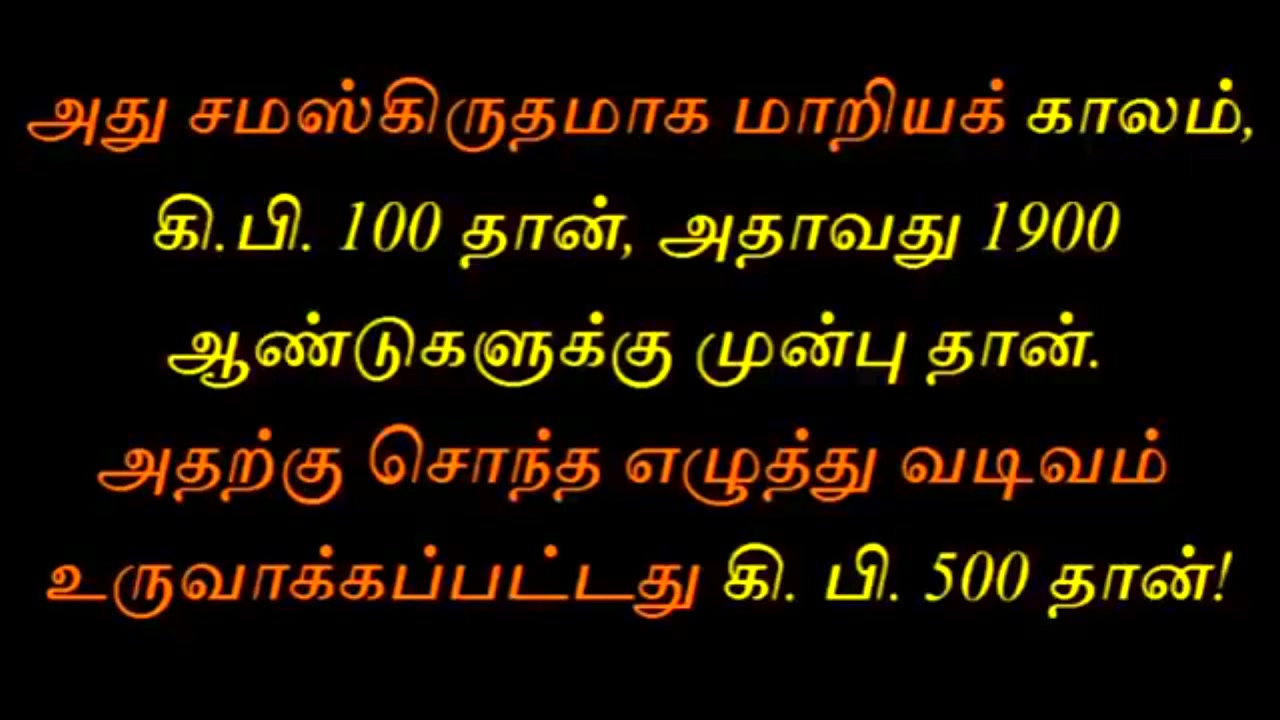 அது சமஸ்கிருதமாக மாறியக் காலம்,
கி.பி. 100 தான், அதாவது 1900
ஆண்டுகளுக்கு முன்பு தான்.
அதற்கு சொந்த எழுத்து வடிவம்
உருவாக்கப்பட்டது கி. பி. 500 தான்!